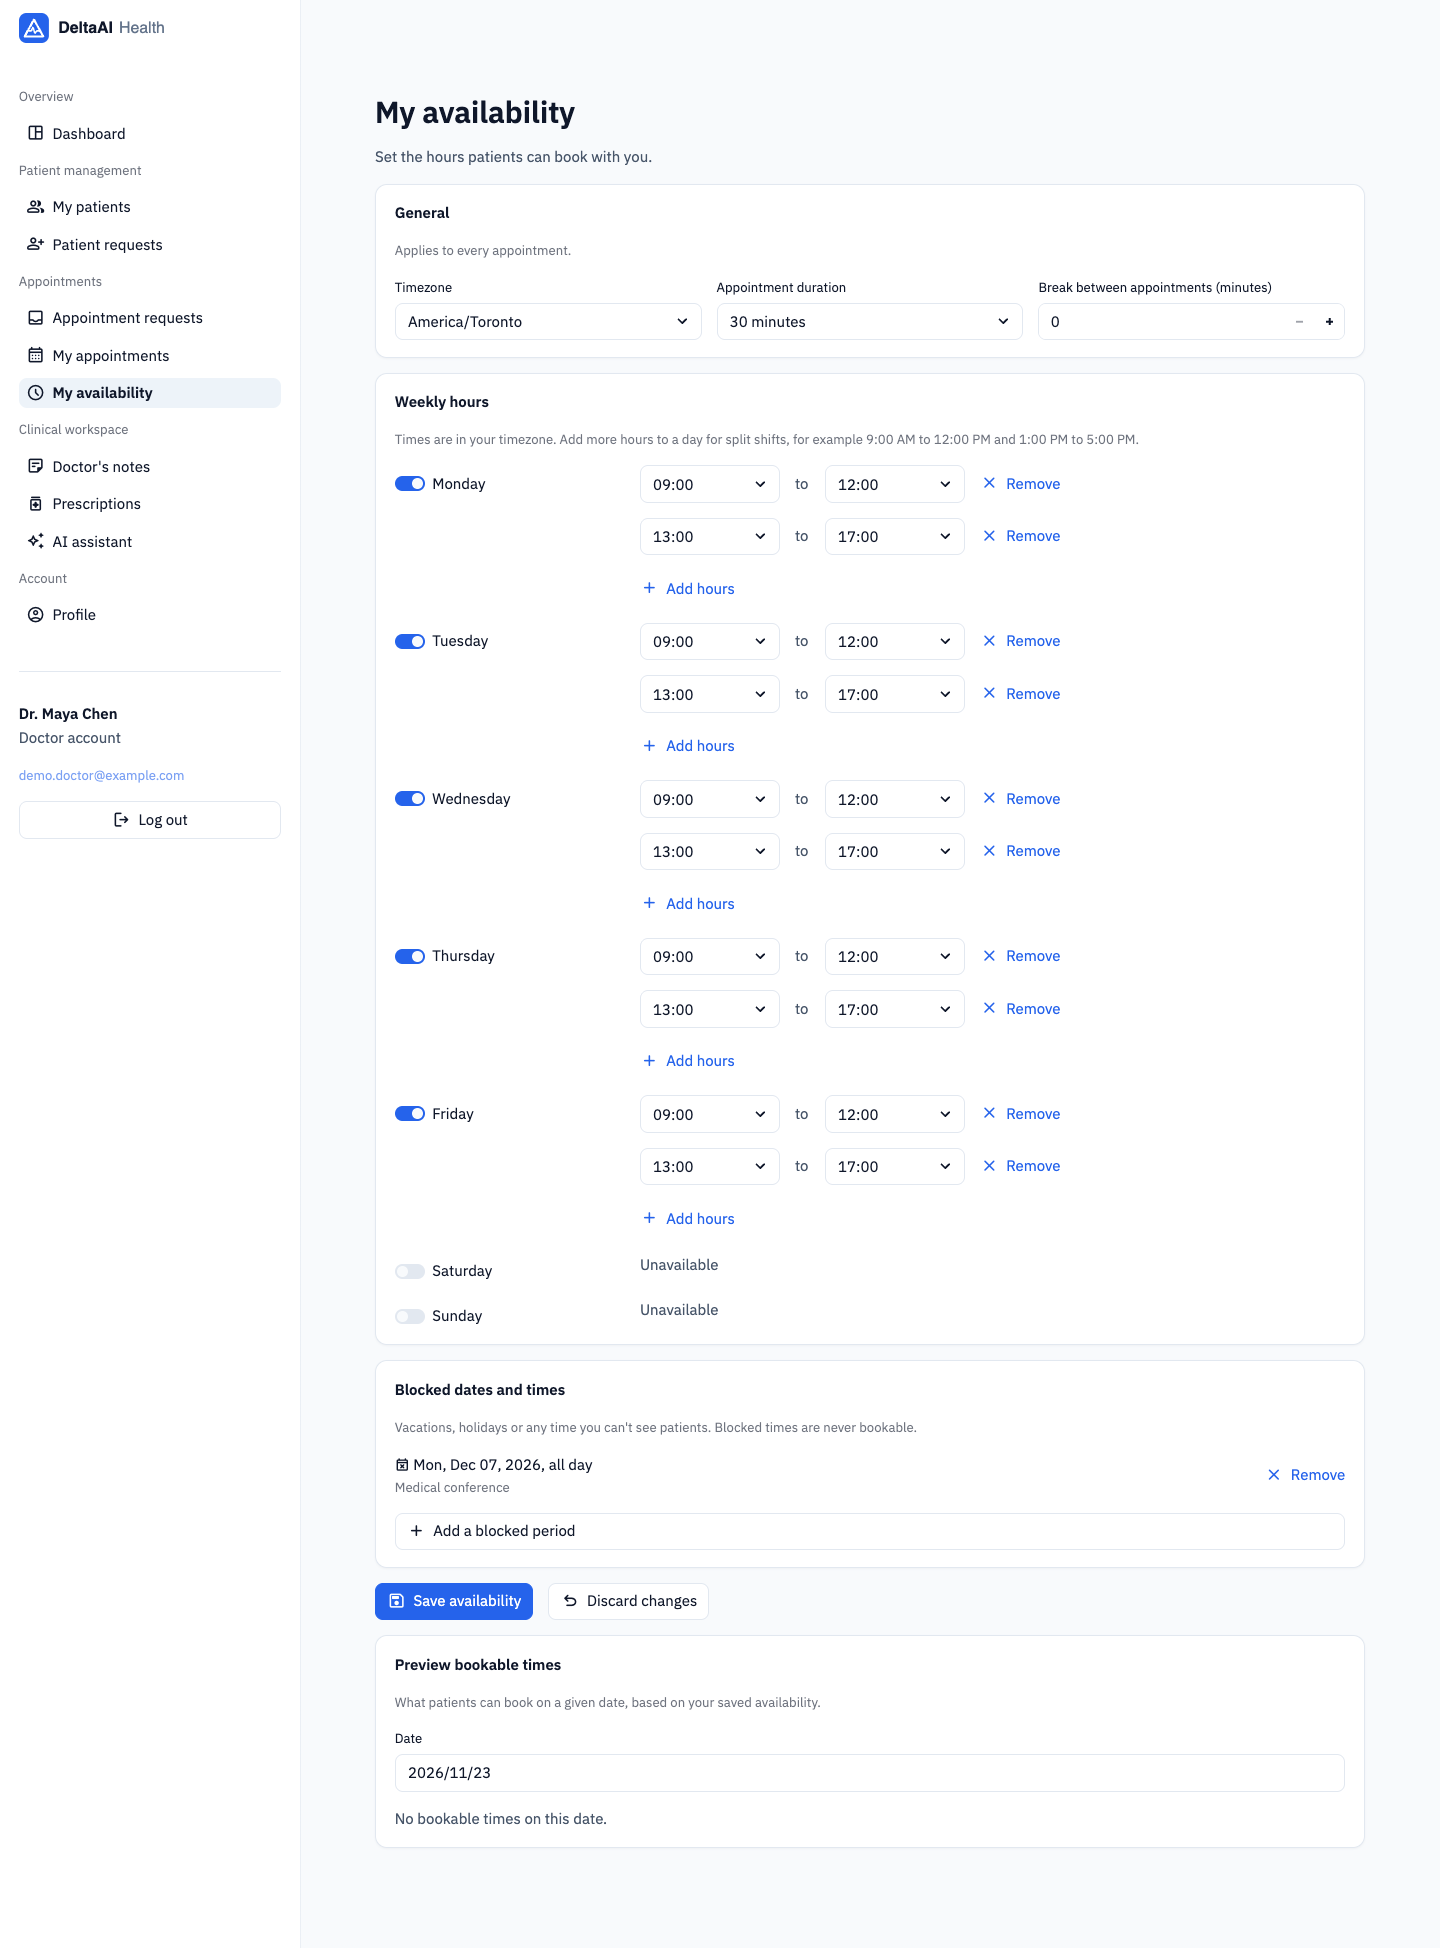 DeltaAI Health
Overview
Dashboard
Patient management
My patients
Patient requests
Appointments
Appointment requests
My appointments
My availability
Clinical workspace
Doctor's notes
Prescriptions
AI assistant
Account
Profile
Dr. Maya Chen
Doctor account
demo.doctor@example.com
Log out
My availability
Set the hours patients can book with you.
General
Applies to every appointment.
Timezone
America/Toronto
Appointment duration
30 minutes
Break between appointments (minutes)
0
Weekly hours
Times are in your timezone. Add more hours to a day for split shifts, for example 9:00 AM to 12:00 PM and 1:00 PM to 5:00 PM.
Monday 09:00 to 12:00 Remove
13:00 to 17:00 Remove
Add hours
Tuesday 09:00 to 12:00 Remove
13:00 to 17:00 Remove
Add hours
Wednesday 09:00 to 12:00 Remove
13:00 to 17:00 Remove
Add hours
Thursday 09:00 to 12:00 Remove
13:00 to 17:00 Remove
Add hours
Friday 09:00 to 12:00 Remove
13:00 to 17:00 Remove
Add hours
Saturday Unavailable
Sunday Unavailable
Blocked dates and times
Vacations, holidays or any time you can't see patients. Blocked times are never bookable.
Mon, Dec 07, 2026, all day
Medical conference
Remove
Add a blocked period
Save availability
Discard changes
Preview bookable times
What patients can book on a given date, based on your saved availability.
Date
2026/11/23
No bookable times on this date.